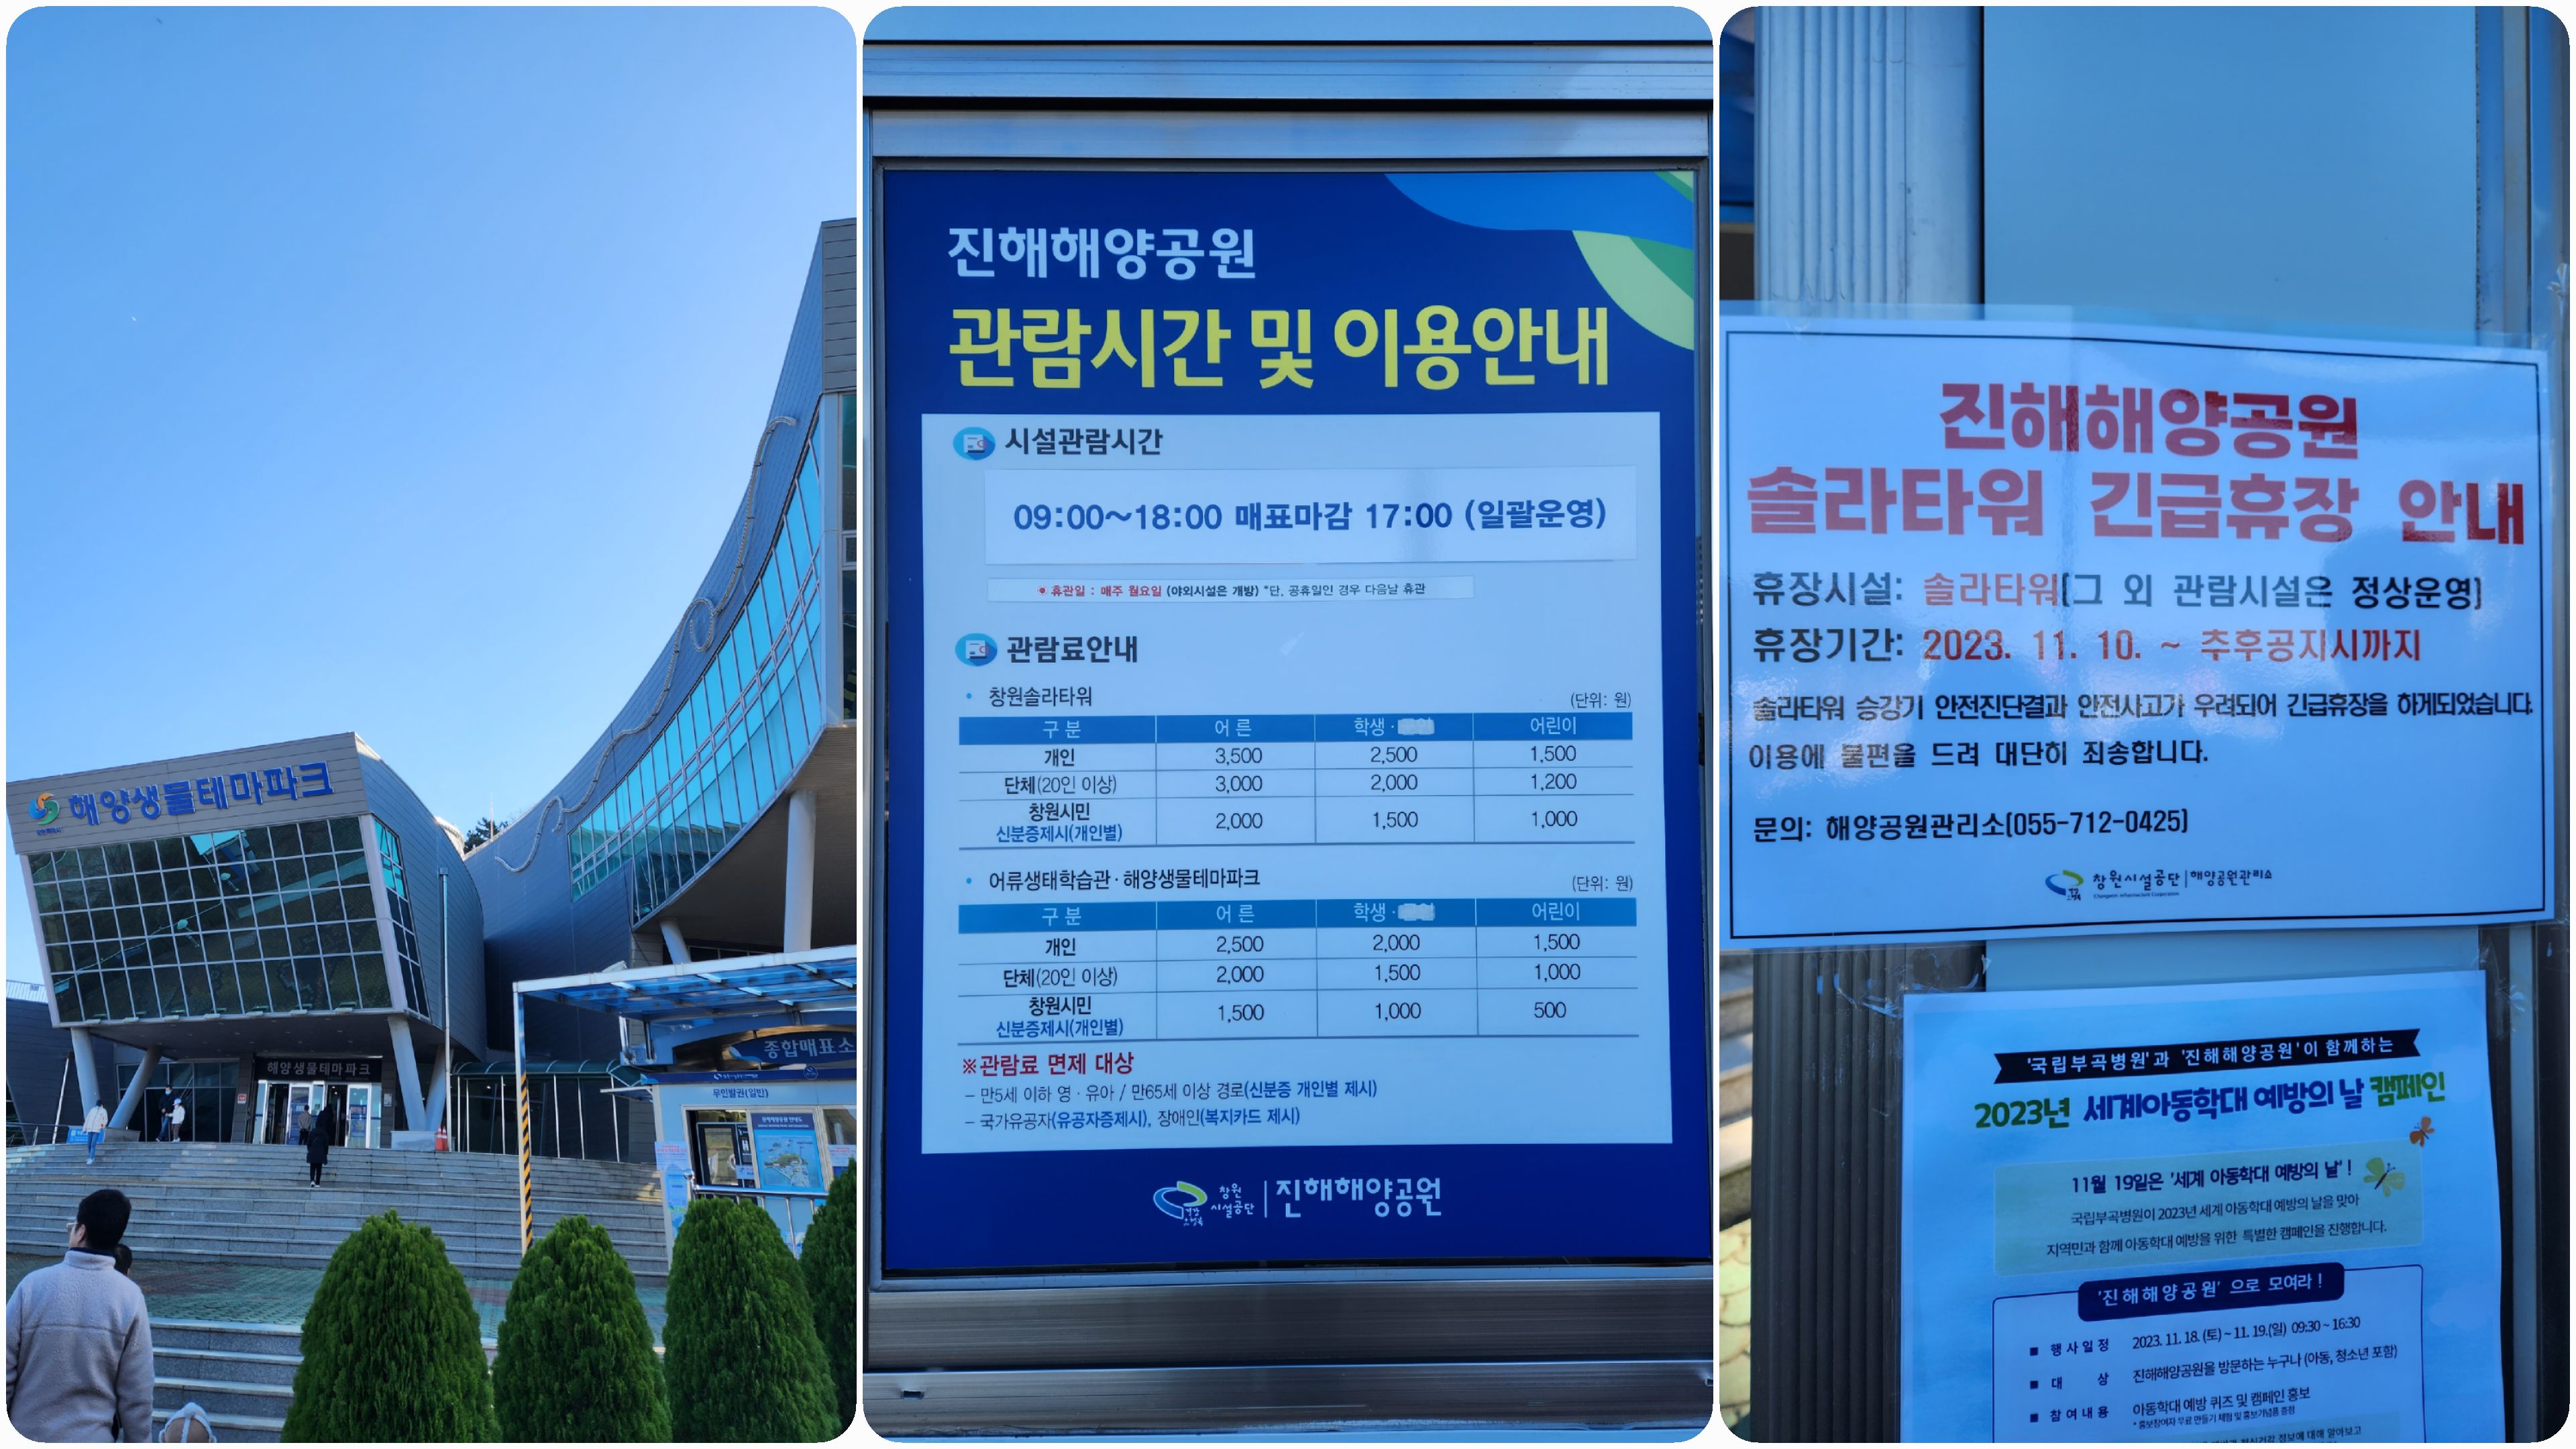 해양생물테마파크
해양생물테마파크
종합매표소
무인발권(일반)
진해해양공원
관람시간 및 이용안내
시설관람시간
09:00~18:00 매표마감 17:00 (일괄운영)
휴관일 : 매주 월요일 (야외시설은 개방) *단, 공휴일인 경우 다음날 휴관
관람료안내
• 창원솔라타워 (단위: 원)
구 분 어 른 학생 · 어린이
개인 3,500 2,500 1,500
단체(20인 이상) 3,000 2,000 1,200
창원시민
신분증제시(개인별) 2,000 1,500 1,000
• 어류생태학습관 · 해양생물테마파크 (단위: 원)
구 분 어 른 학생 · 어린이
개인 2,500 2,000 1,500
단체(20인 이상) 2,000 1,500 1,000
창원시민
신분증제시(개인별) 1,500 1,000 500
※관람료 면제 대상
- 만5세 이하 영 · 유아 / 만65세 이상 경로(신분증 개인별 제시)
- 국가유공자(유공자증제시), 장애인(복지카드 제시)
창원
시설공단
진해해양공원
진해해양공원
솔라타워 긴급휴장 안내
휴장시설: 솔라타워(그 외 관람시설은 정상운영)
휴장기간: 2023. 11. 10. ~ 추후공지시까지
솔라타워 승강기 안전진단결과 안전사고가 우려되어 긴급휴장을 하게되었습니다.
이용에 불편을 드려 대단히 죄송합니다.
문의: 해양공원관리소(055-712-0425)
창원시설공단 | 해양공원관리소
'국립부곡병원'과 '진해해양공원'이 함께하는
2023년 세계아동학대 예방의 날 캠페인
11월 19일은 '세계 아동학대 예방의 날' !
국립부곡병원이 2023년 세계 아동학대 예방의 날을 맞아
지역민과 함께 아동학대 예방을 위한 특별한 캠페인을 진행합니다.
'진해해양공원' 으로 모여라 !
■ 행사일정 2023. 11. 18. (토) ~ 11. 19.(일) 09:30 ~ 16:30
■ 대 상 진해해양공원을 방문하는 누구나 (아동, 청소년 포함)
■ 참여내용 아동학대 예방 퀴즈 및 캠페인 홍보